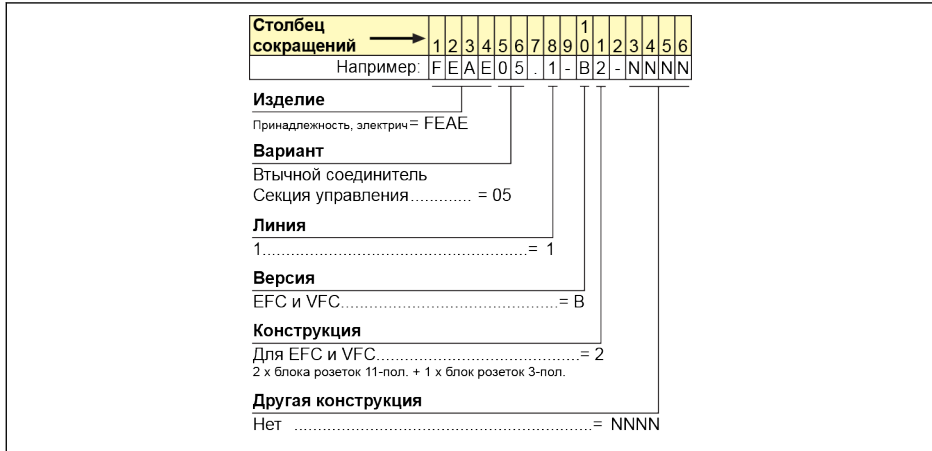 Столбец
сокращений 1 2 3 4 5 6 7 8 9 10 1 2 3 4 5 6
Например: F E A E 0 5 . 1 - B 2 - N N N N
Изделие
Принадлежность, электрич = FEAE
Вариант
Втычной соединитель
Секция управления............. = 05
Линия
1........................................................= 1
Версия
EFC и VFC..............................................= B
Конструкция
Для EFC и VFC...........................................= 2
2 x блока розеток 11-пол. + 1 x блок розеток 3-пол.
Другая конструкция
Нет ...............................................................= NNNN